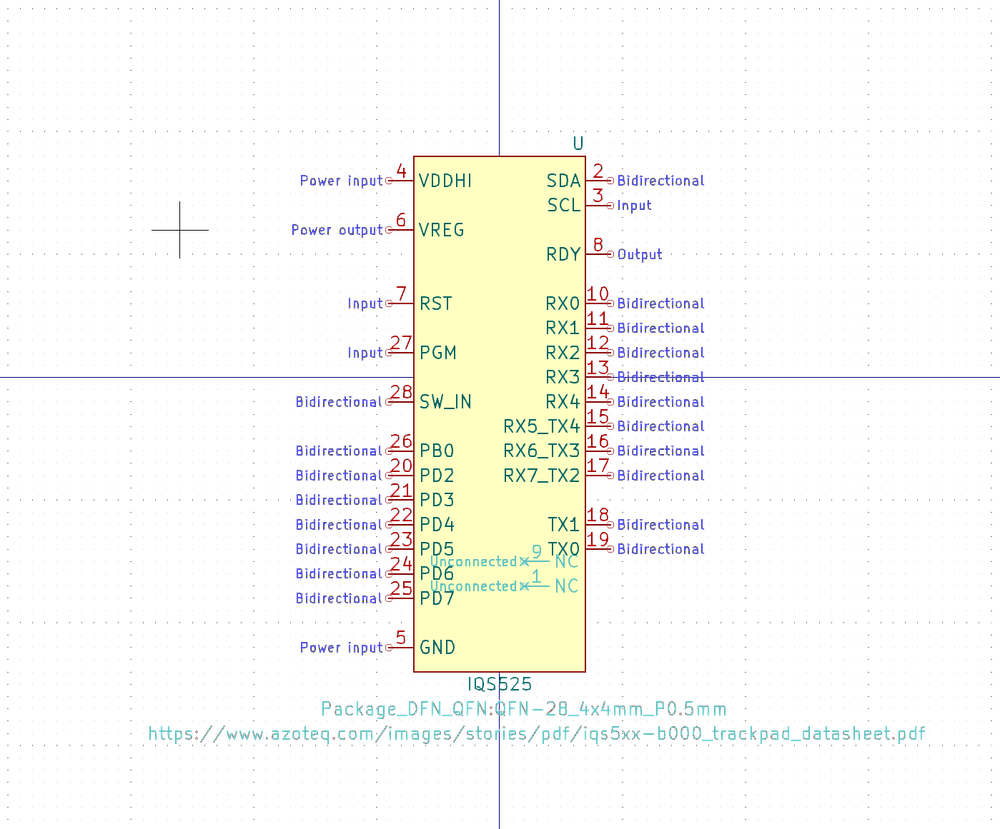 U
Power input 4 VDDHI SDA 2 Bidirectional
SCL 3 Input
Power output 6 VREG
RDY 8 Output
Input 7 RST RX0 10 Bidirectional
RX1 11 Bidirectional
Input 27 PGM RX2 12 Bidirectional
RX3 13 Bidirectional
Bidirectional 28 SW_IN RX4 14 Bidirectional
RX5_TX4 15 Bidirectional
Bidirectional 26 PB0 RX6_TX3 16 Bidirectional
Bidirectional 20 PD2 RX7_TX2 17 Bidirectional
Bidirectional 21 PD3
Bidirectional 22 PD4 TX1 18 Bidirectional
Bidirectional 23 PD5 TX0 19 Bidirectional
Unconnected 9 NC
Bidirectional 24 PD6
Unconnected 1 NC
Bidirectional 25 PD7
Power input 5 GND
IQS525
Package_DFN_QFN:QFN-28_4x4mm_P0.5mm
https://www.azoteq.com/images/stories/pdf/iqs5xx-b000_trackpad_datasheet.pdf